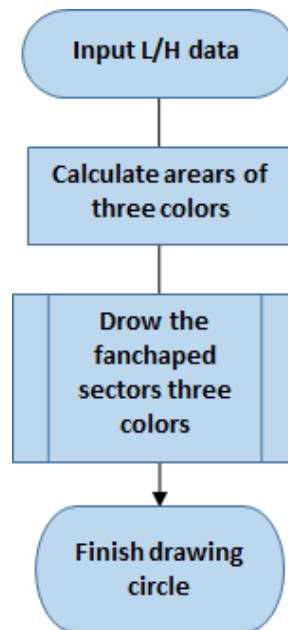 Input L/H data
Calculate arears of
three colors
Drow the
fanchaped
sectors three
colors
Finish drawing
circle